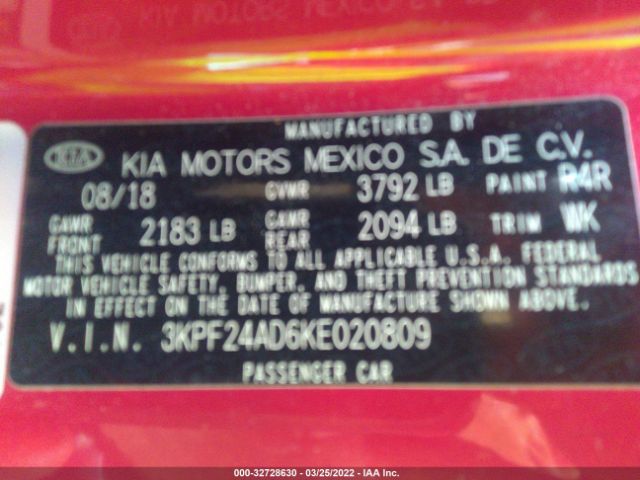 MANUFACTURED BY
KIA KIA MOTORS MEXICO S.A. DE C.V.
08/18 GVWR 3792 LB PAINT R4R
GAWR FRONT 2183 LB GAWR REAR 2094 LB TRIM WK
THIS VEHICLE CONFORMS TO ALL APPLICABLE U.S.A. FEDERAL
MOTOR VEHICLE SAFETY, BUMPER, AND THEFT PREVENTION STANDARDS
IN EFFECT ON THE DATE OF MANUFACTURE SHOWN ABOVE.
V.I.N. 3KPF24AD6KE020809
PASSENGER CAR
000-32728630 - 03/25/2022 - IAA Inc.